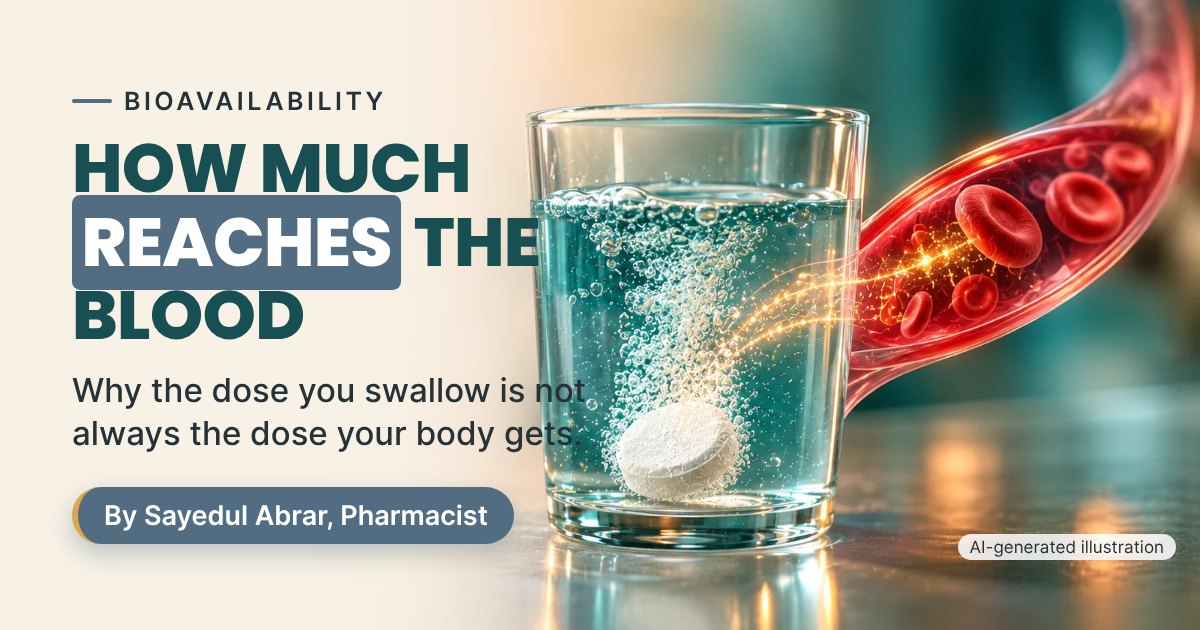 BIOAVAILABILITY
HOW MUCH
REACHES THE
BLOOD
Why the dose you swallow is not
always the dose your body gets.
By Sayedul Abrar, Pharmacist
AI-generated illustration